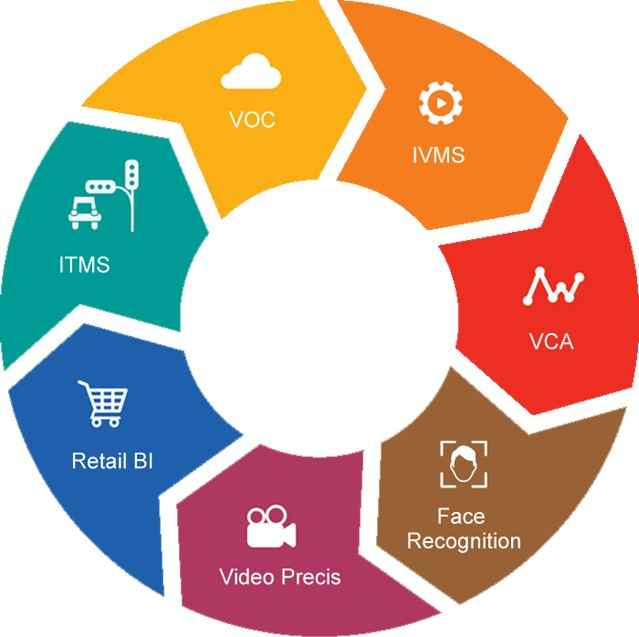 VOC
IVMS
VCA
Face
Recognition
Video Precis
Retail BI
ITMS